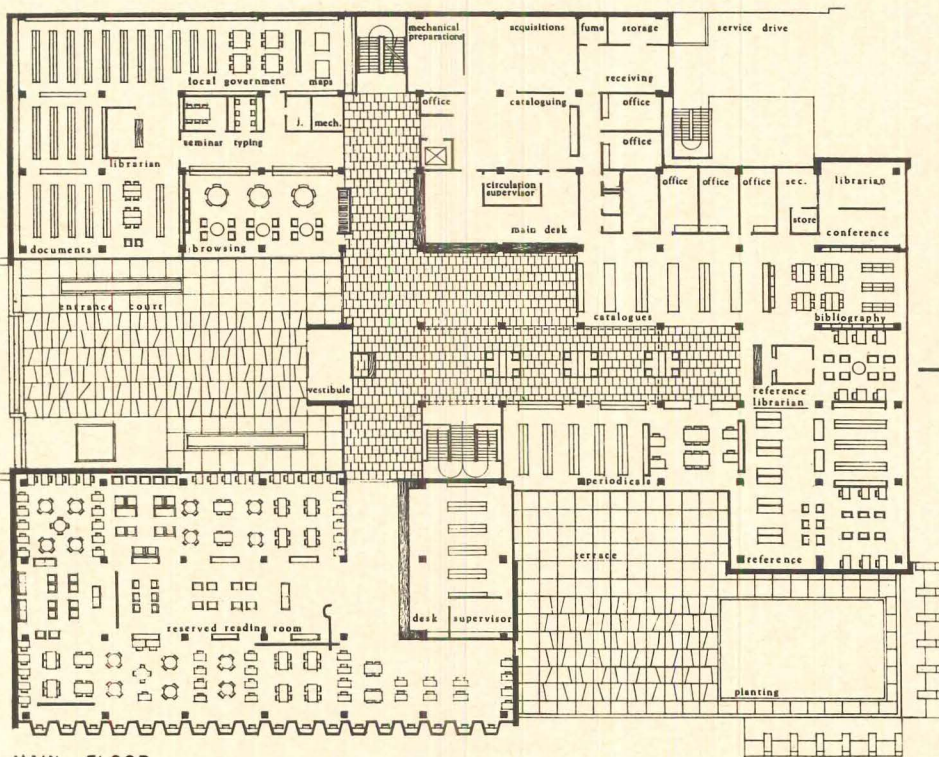 mechanical
preparations
acquisitions
fume
storage
service drive
local government
maps
receiving
office
cataloguing
office
j.
mech.
seminar
typing
office
librarian
circulation
supervisor
office
office
office
sec.
librarian
store
main desk
conference
documents
browsing
entrance court
catalogues
bibliography
vestibule
reference
librarian
periodicals
terrace
reference
reserved reading room
desk
supervisor
planting
MAIN FLOOR